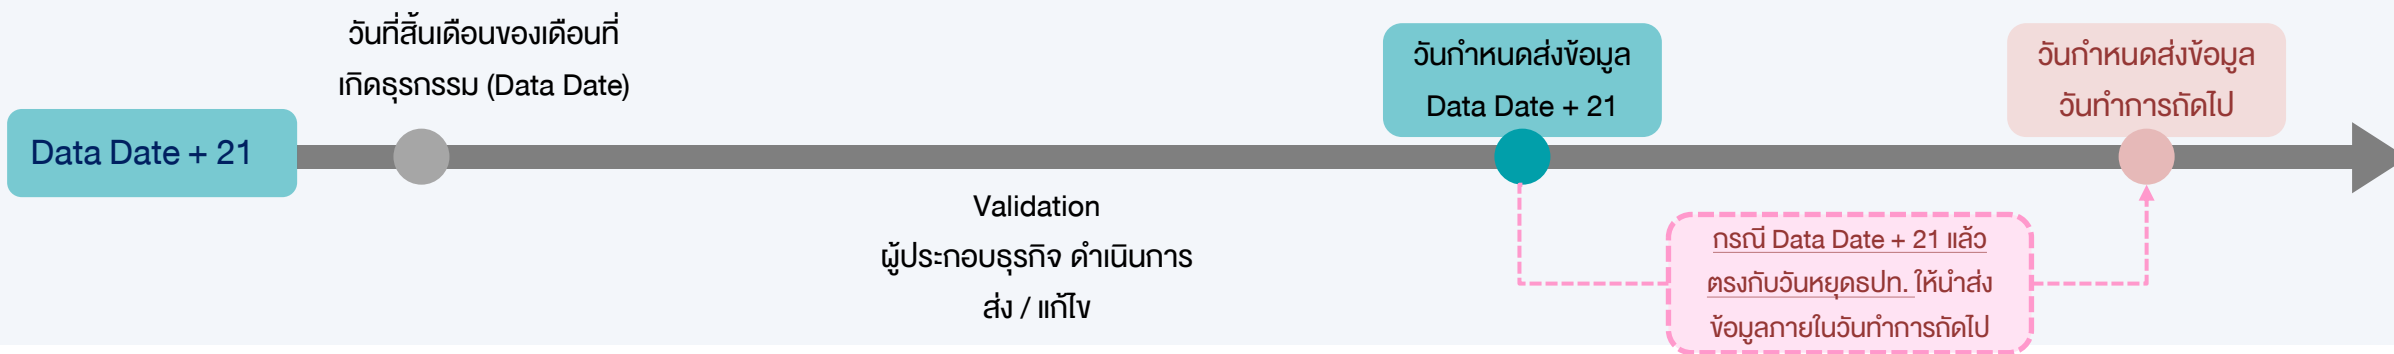 Data Date + 21
วันที่สิ้นเดือนของเดือนที่
เกิดธุรกรรม (Data Date)
Validation
ผู้ประกอบธุรกิจ ดำเนินการ
ส่ง / แก้ไข
วันกำหนดส่งข้อมูล
Data Date + 21
กรณี Data Date + 21 แล้ว
ตรงกับวันหยุดธปท. ให้นำส่ง
ข้อมูลภายในวันทำการถัดไป
วันกำหนดส่งข้อมูล
วันทำการถัดไป